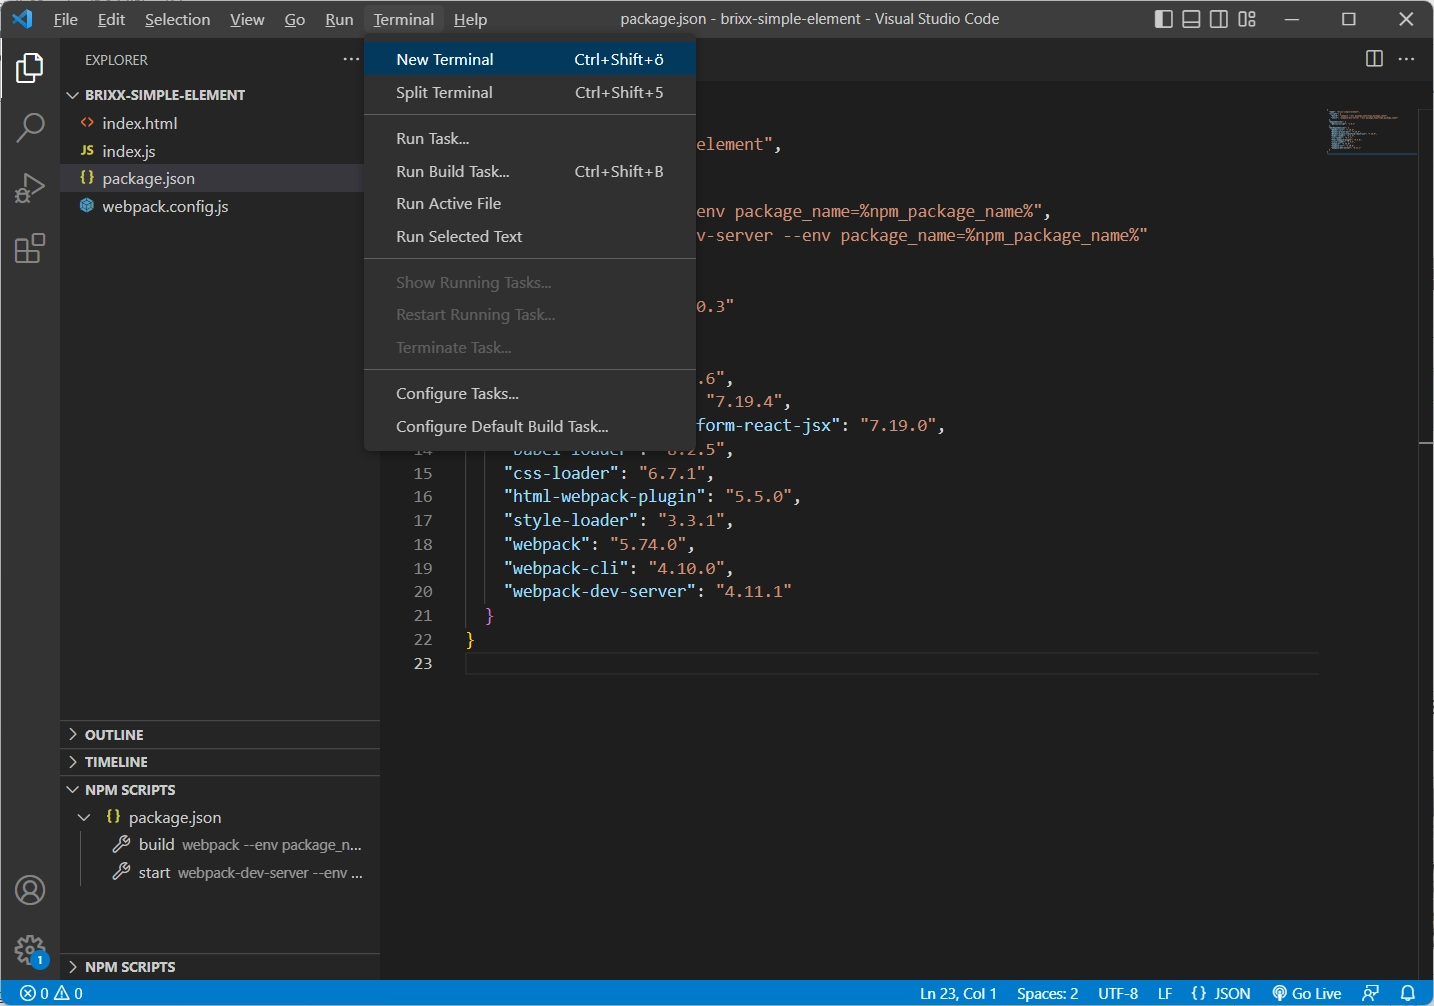 File Edit Selection View Go Run Terminal Help package.json - brixx-simple-element - Visual Studio Code
EXPLORER
BRIXX-SIMPLE-ELEMENT
index.html
JS index.js
{} package.json
webpack.config.js
New Terminal Ctrl+Shift+ö
Split Terminal Ctrl+Shift+5
Run Task...
Run Build Task... Ctrl+Shift+B
Run Active File
Run Selected Text
Show Running Tasks...
Restart Running Task...
Terminate Task...
Configure Tasks...
Configure Default Build Task...
element",
env package_name=%npm_package_name%",
v-server --env package_name=%npm_package_name%"
0.3"
.6",
"7.19.4",
form-react-jsx": "7.19.0",
14 "babel-loader": "8.2.5",
15 "css-loader": "6.7.1",
16 "html-webpack-plugin": "5.5.0",
17 "style-loader": "3.3.1",
18 "webpack": "5.74.0",
19 "webpack-cli": "4.10.0",
20 "webpack-dev-server": "4.11.1"
21 }
22 }
23
OUTLINE
TIMELINE
NPM SCRIPTS
{} package.json
build webpack --env package_n...
start webpack-dev-server --env ...
NPM SCRIPTS
1
0 0 Ln 23, Col 1 Spaces: 2 UTF-8 LF {} JSON Go Live